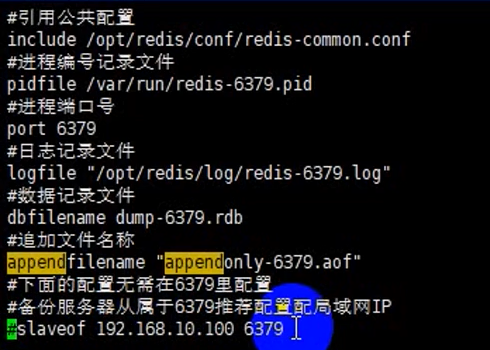 #引用公共配置
include /opt/redis/conf/redis-common.conf
#进程编号记录文件
pidfile /var/run/redis-6379.pid
#进程端口号
port 6379
#日志记录文件
logfile "/opt/redis/log/redis-6379.log"
#数据记录文件
dbfilename dump-6379.rdb
#追加文件名称
appendfilename "appendonly-6379.aof"
#下面的配置无需在6379里配置
#备份服务器从属于6379推荐配置配局域网IP
#slaveof 192.168.10.100 6379